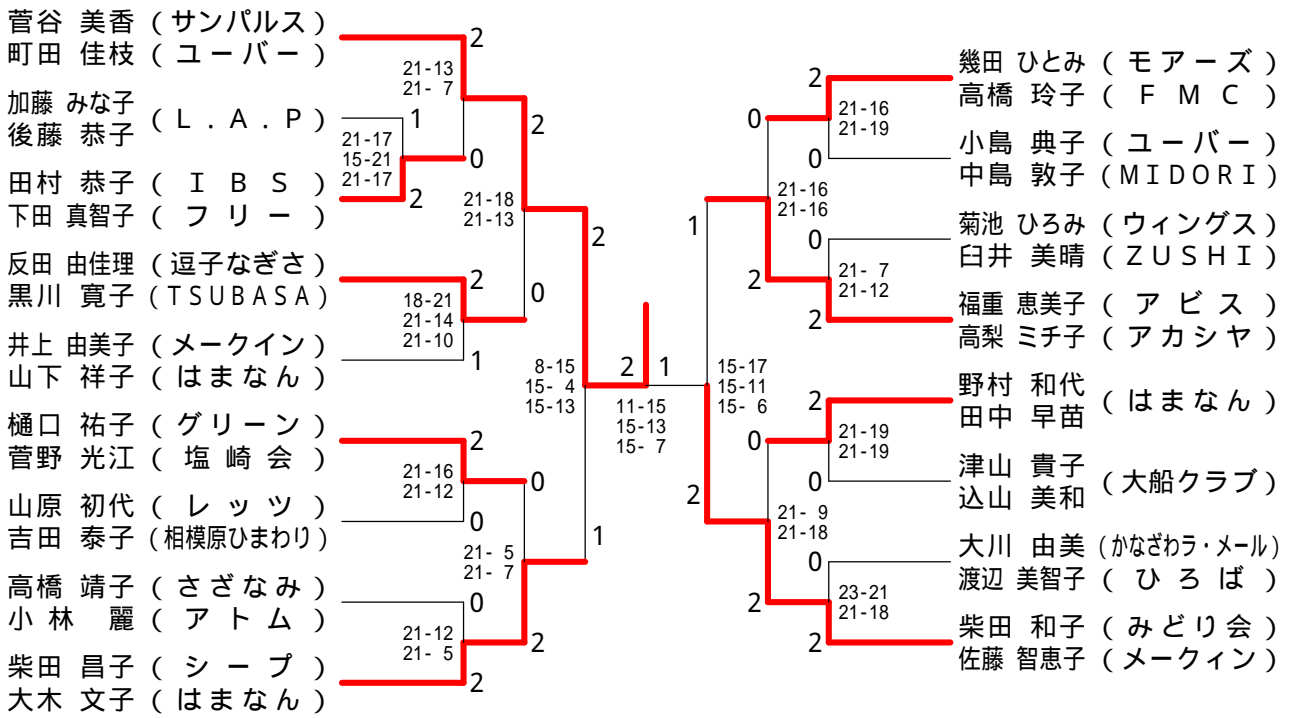 菅谷 美香 ( サンパルス )
町田 佳枝 ( ユーバー )
加藤 みな子
後藤 恭子
( L . A . P )
田村 恭子 ( I B S )
下田 真智子 ( フリー )
反田 由佳理 ( 逗子なぎさ )
黒川 寛子 ( TSUBASA )
井上 由美子 ( メークイン )
山下 祥子 ( はまなん )
樋口 祐子 ( グリーン )
菅野 光江 ( 塩崎会 )
山原 初代 ( レッツ )
吉田 泰子 ( 相模原ひまわり )
高橋 靖子 ( さざなみ )
小林 麗 ( アトム )
柴田 昌子 ( シープ )
大木 文子 ( はまなん )
2
21-13
21- 7
0
1
21-17
15-21
21-17
2
2
21-18
21-13
0
2
18-21
21-14
21-10
1
2
8-15
15- 4
15-13
1
2
21-16
21-12
0
0
21- 5
21- 7
2
0
21-12
21- 5
2
2 1
11-15
15-13
15- 7
1
15-17
15-11
15- 6
2
0
21-16
21-16
2
2
21-16
21-19
0
0
21- 7
21-12
2
0
21- 9
21-18
2
2
21-19
21-19
0
0
23-21
21-18
2
幾田 ひとみ ( モアーズ )
高橋 玲子 ( F M C )
小島 典子 ( ユーバー )
中島 敦子 ( MIDORI )
菊池 ひろみ ( ウィングス )
臼井 美晴 ( ZUSHI )
福重 恵美子 ( アビス )
高梨 ミチ子 ( アカシヤ )
野村 和代
田中 早苗
( はまなん )
津山 貴子
込山 美和
( 大船クラブ )
大川 由美 ( かなざわラ・メール )
渡辺 美智子 ( ひろば )
柴田 和子 ( みどり会 )
佐藤 智恵子 ( メークィン )